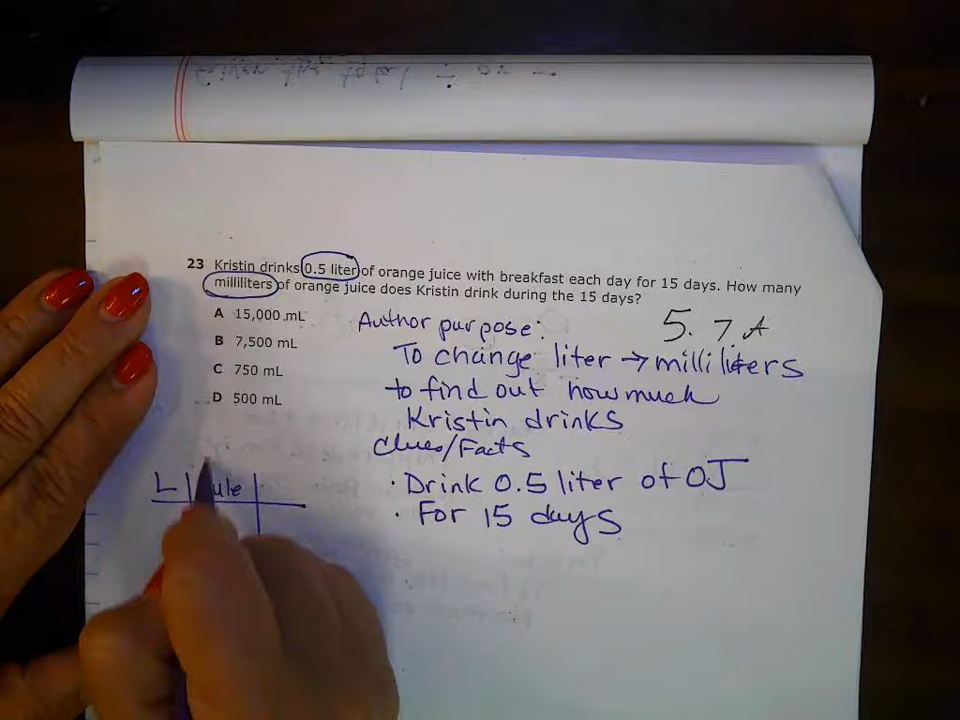 23 Kristin drinks 0.5 liter of orange juice with breakfast each day for 15 days. How many
milliliters of orange juice does Kristin drink during the 15 days?
A 15,000 mL
B 7,500 mL
C 750 mL
D 500 mL
5.7A
Author purpose:
To change liter → milliliters
to find out how much
Kristin drinks
Clues/Facts
· Drink 0.5 liter of OJ
· For 15 days
L ule